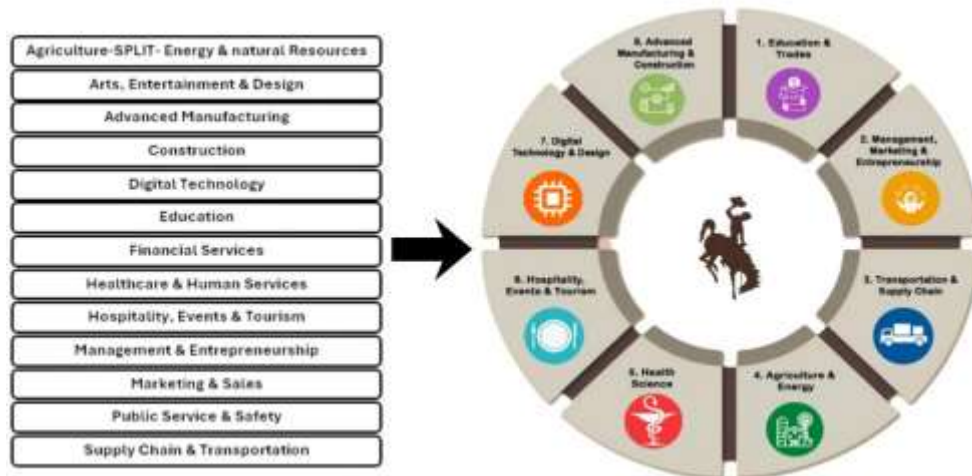 Agriculture-SPLIT- Energy & natural Resources
Arts, Entertainment & Design
Advanced Manufacturing
Construction
Digital Technology
Education
Financial Services
Healthcare & Human Services
Hospitality, Events & Tourism
Management & Entrepreneurship
Marketing & Sales
Public Service & Safety
Supply Chain & Transportation
8. Advanced
Manufacturing &
Construction
1. Education &
Trades
2. Management,
Marketing &
Entrepreneurship
3. Transportation &
Supply Chain
4. Agriculture &
Energy
5. Health
Science
6. Hospitality,
Events & Tourism
7. Digital
Technology & Design